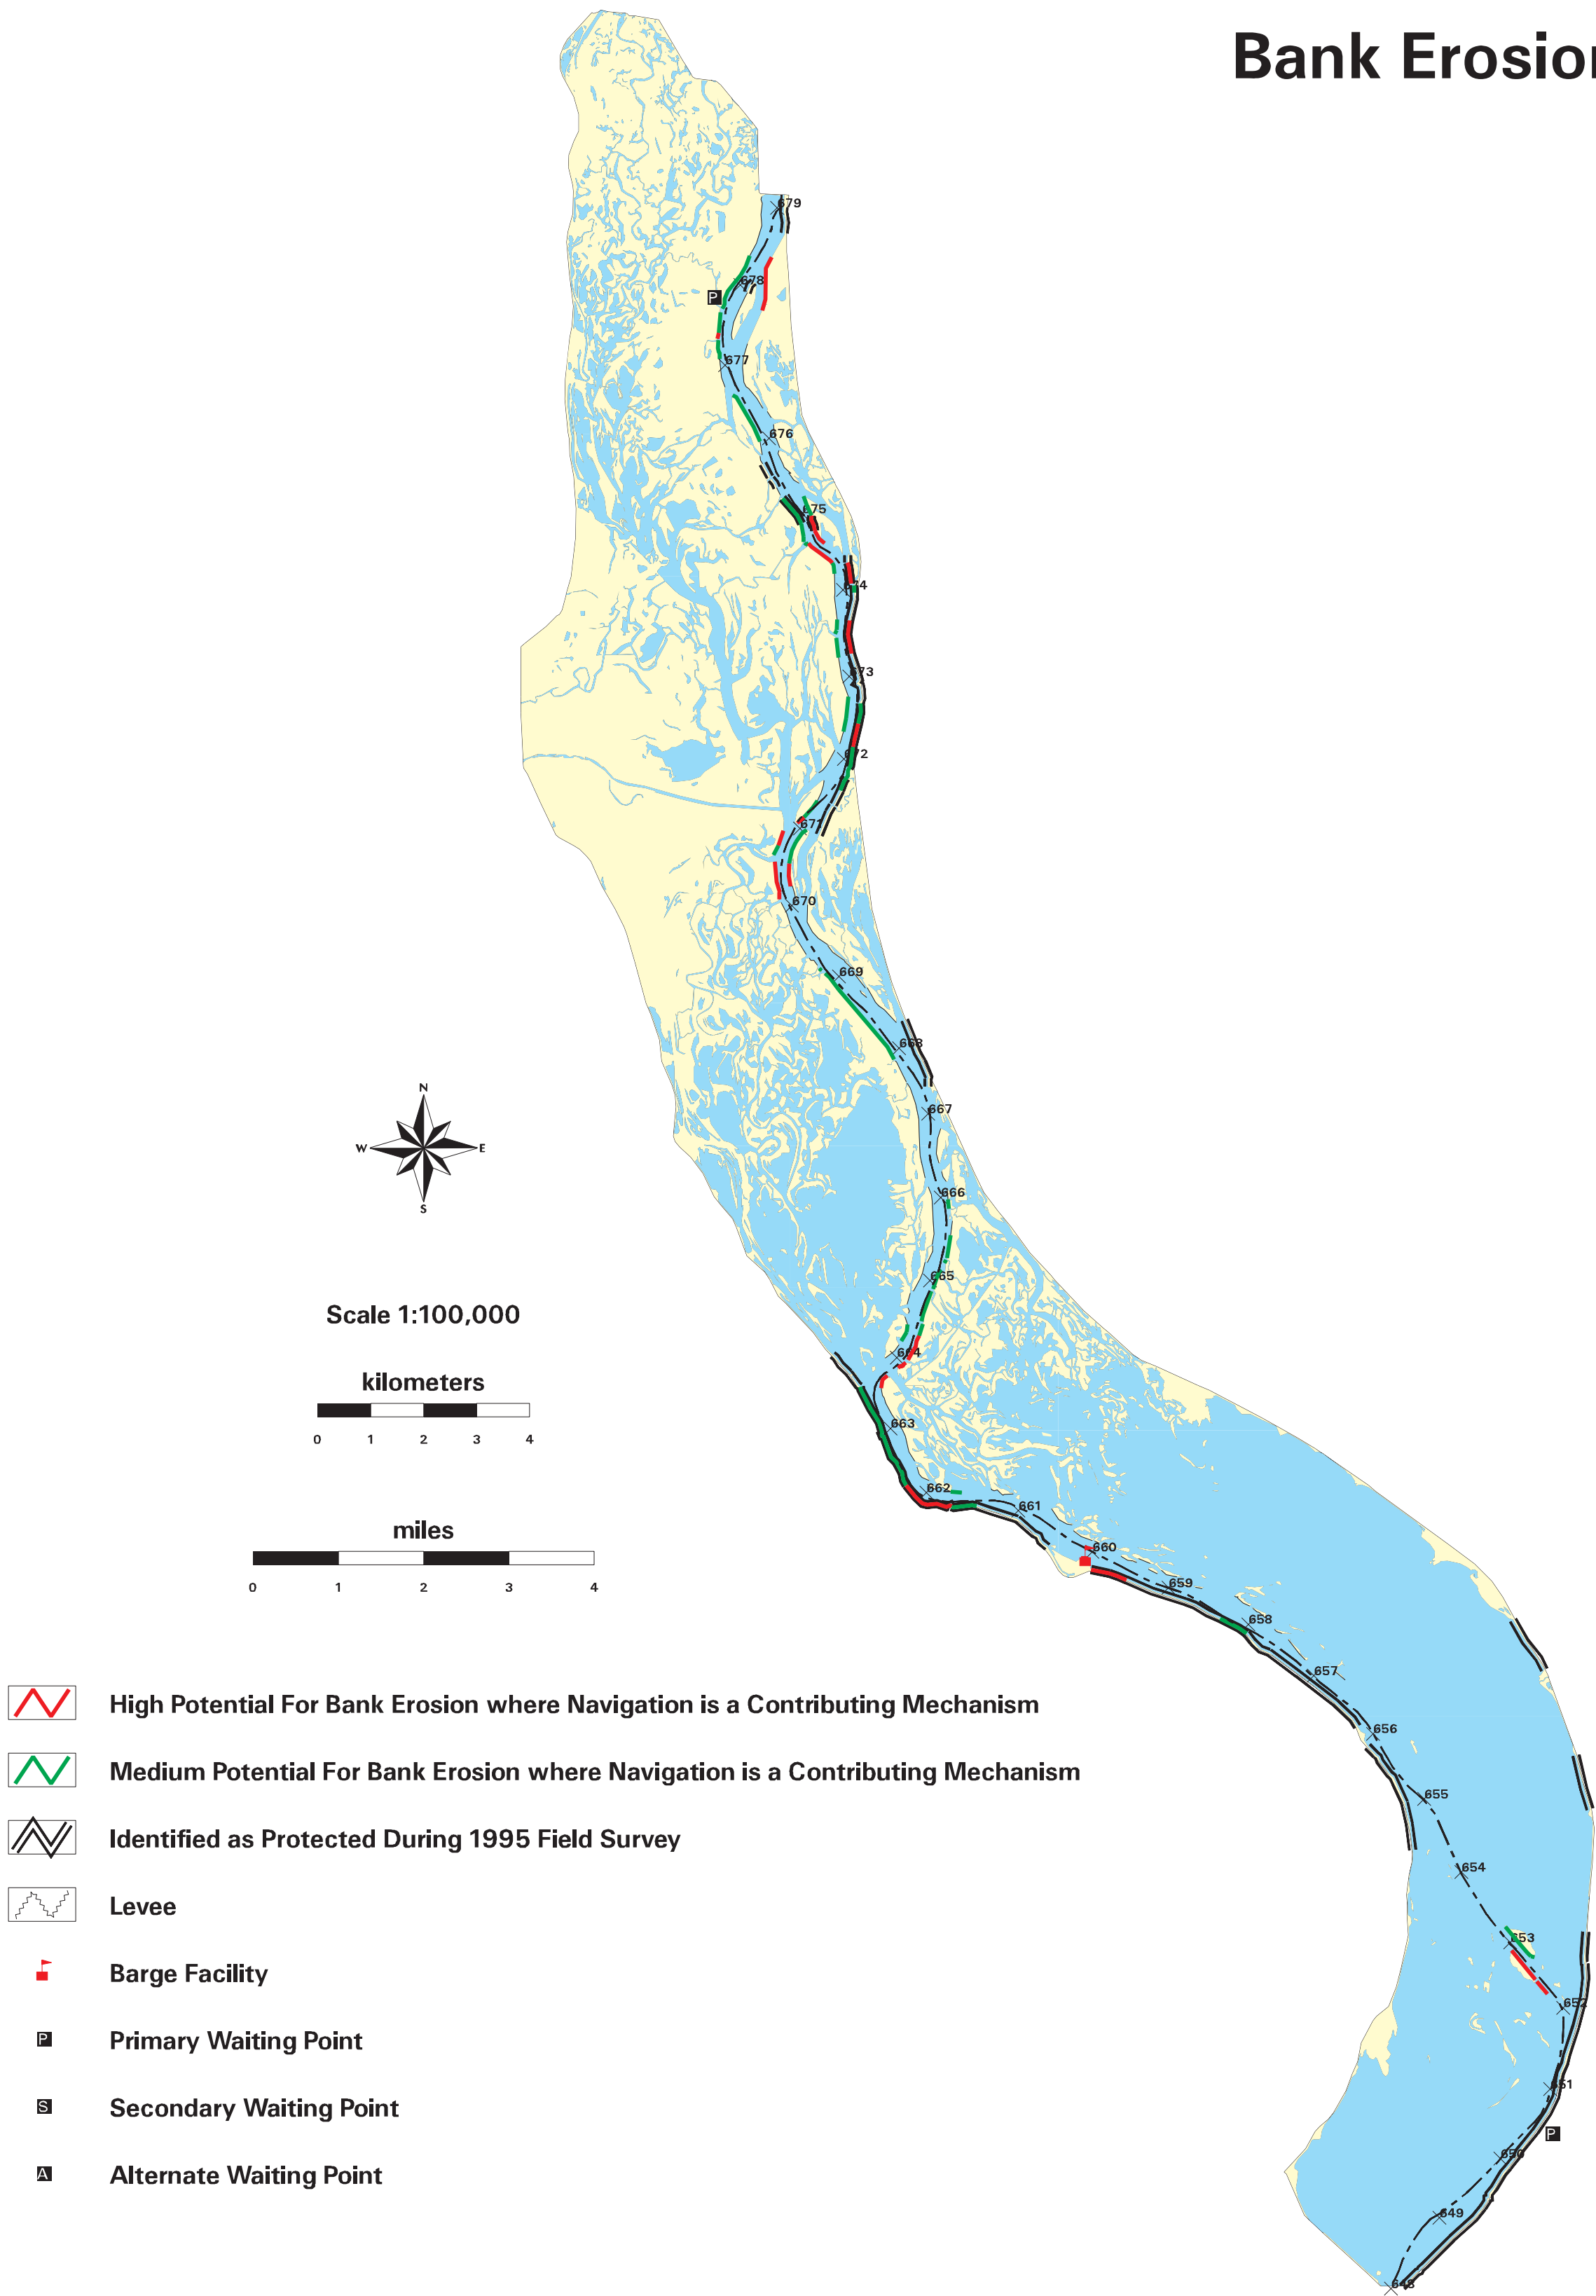 Bank Erosion
679
678
P
677
676
675
674
673
672
671
670
669
668
667
N
W E
S
666
665
Scale 1:100,000
664
kilometers
0 1 2 3 4
663
662
661
miles
0 1 2 3 4
660
659
658
657
656
655
654
653
652
651
P
650
649
648
High Potential For Bank Erosion where Navigation is a Contributing Mechanism
Medium Potential For Bank Erosion where Navigation is a Contributing Mechanism
Identified as Protected During 1995 Field Survey
Levee
Barge Facility
P Primary Waiting Point
S Secondary Waiting Point
A Alternate Waiting Point